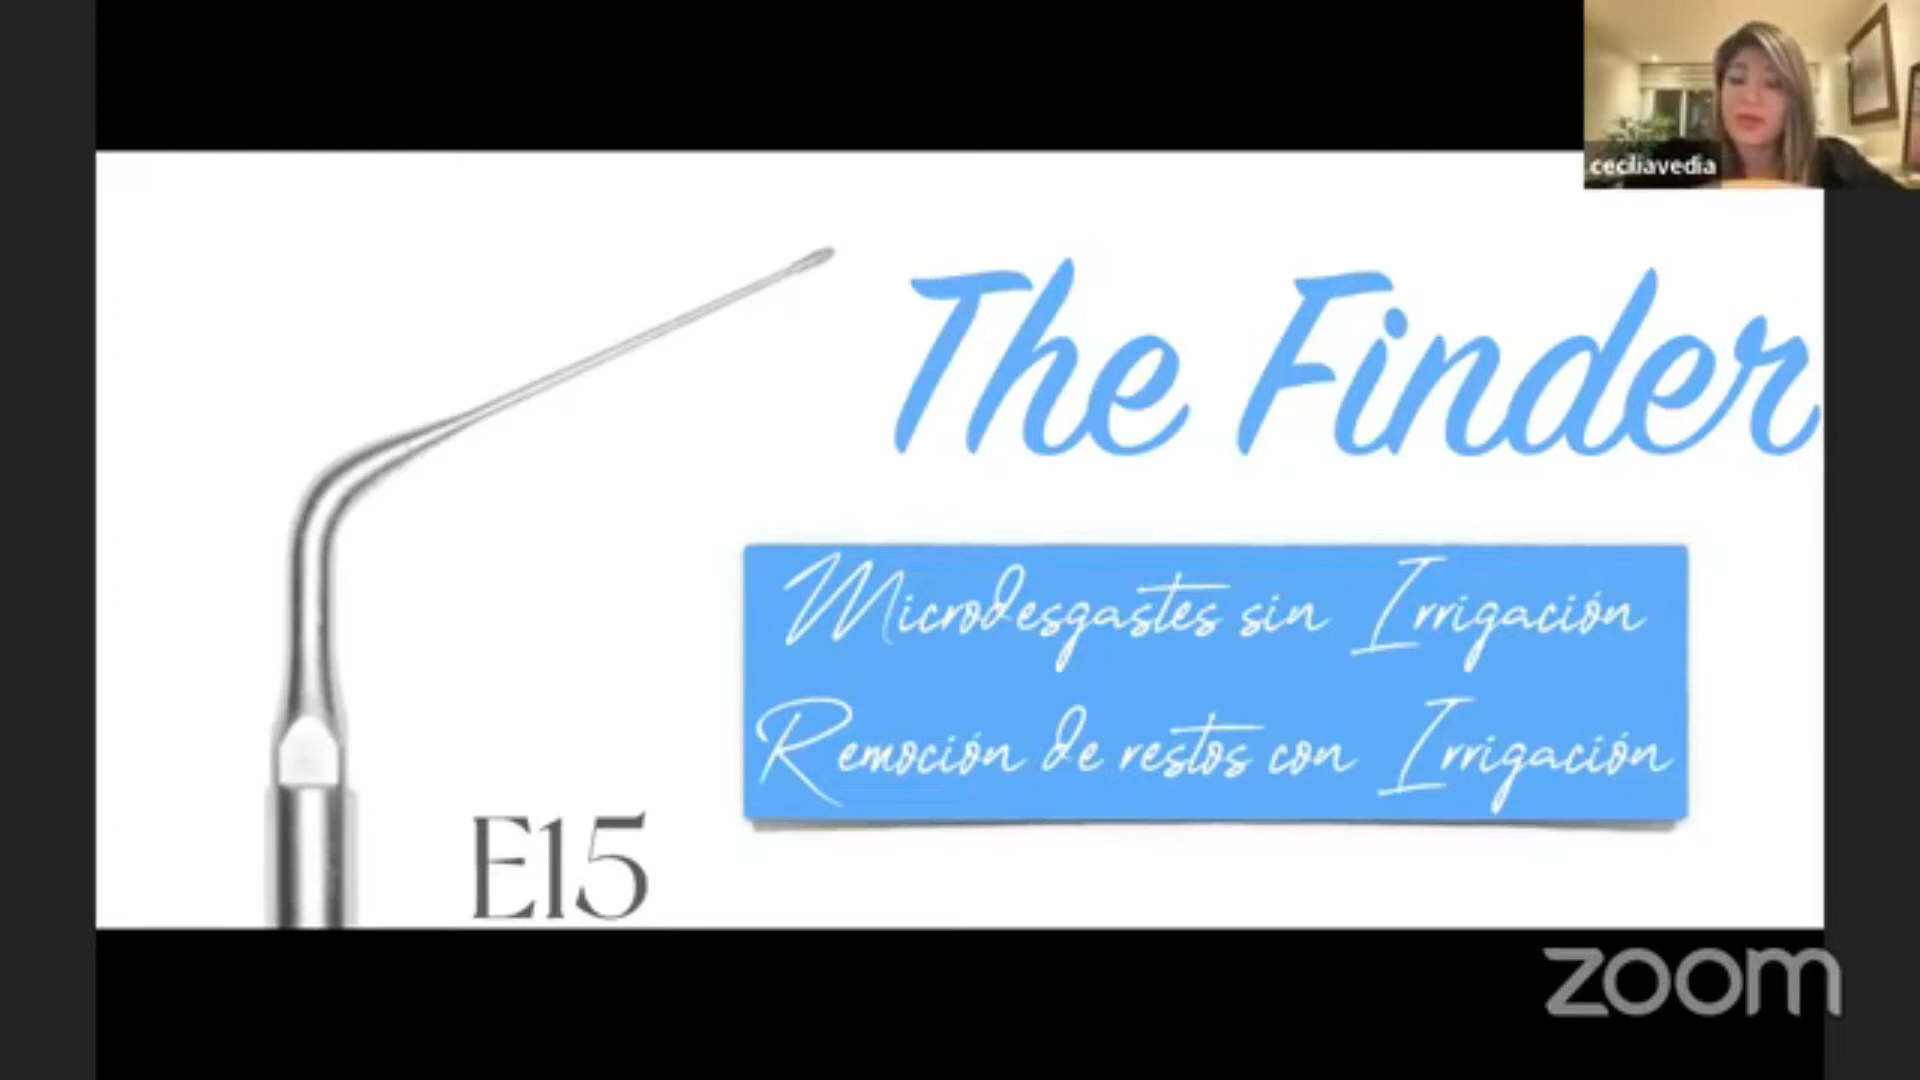 ceciliavedia
The Finder
Microdesgastes sin Irrigación
Remoción de restos con Irrigación
E15
zoom